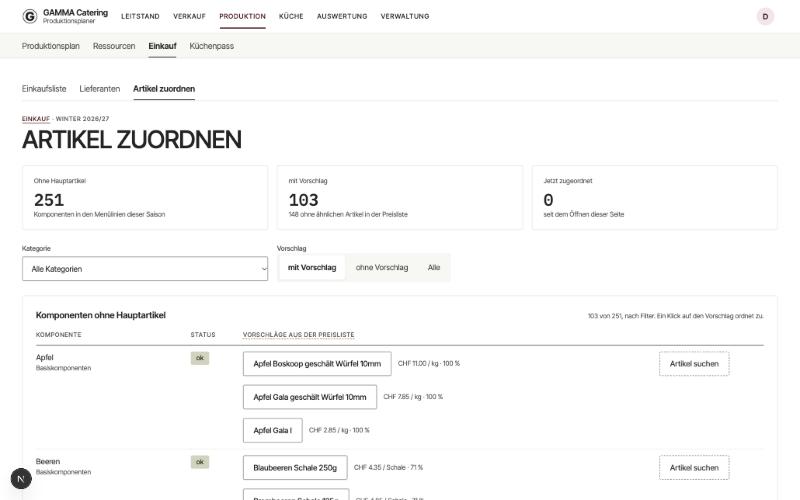 GAMMA Catering
Produktionsplaner
LEITSTAND VERKAUF PRODUKTION KÜCHE AUSWERTUNG VERWALTUNG
D
Produktionsplan Ressourcen Einkauf Küchenpass
Einkaufsliste Lieferanten Artikel zuordnen
EINKAUF · WINTER 2026/27
ARTIKEL ZUORDNEN
Ohne Hauptartikel
251
Komponenten in den Menülinien dieser Saison
mit Vorschlag
103
148 ohne ähnlichen Artikel in der Preisliste
Jetzt zugeordnet
0
seit dem Öffnen dieser Seite
Kategorie
Alle Kategorien
Vorschlag
mit Vorschlag ohne Vorschlag Alle
Komponenten ohne Hauptartikel
103 von 251, nach Filter. Ein Klick auf den Vorschlag ordnet zu.
KOMPONENTE STATUS VORSCHLÄGE AUS DER PREISLISTE
Apfel
Basiskomponenten
ok
Apfel Boskoop geschält Würfel 10mm CHF 11.00 / kg · 100 %
Artikel suchen
Apfel Gala geschält Würfel 10mm CHF 7.85 / kg · 100 %
Apfel Gala I CHF 2.85 / kg · 100 %
Beeren
Basiskomponenten
ok
Blaubeeren Schale 250g CHF 4.35 / Schale · 71 %
Artikel suchen
N